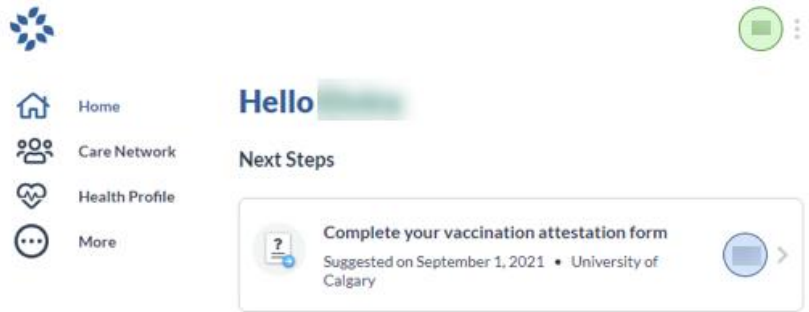 Home
Care Network
Health Profile
More
Hello
Next Steps
?
Complete your vaccination attestation form
Suggested on September 1, 2021 • University of
Calgary